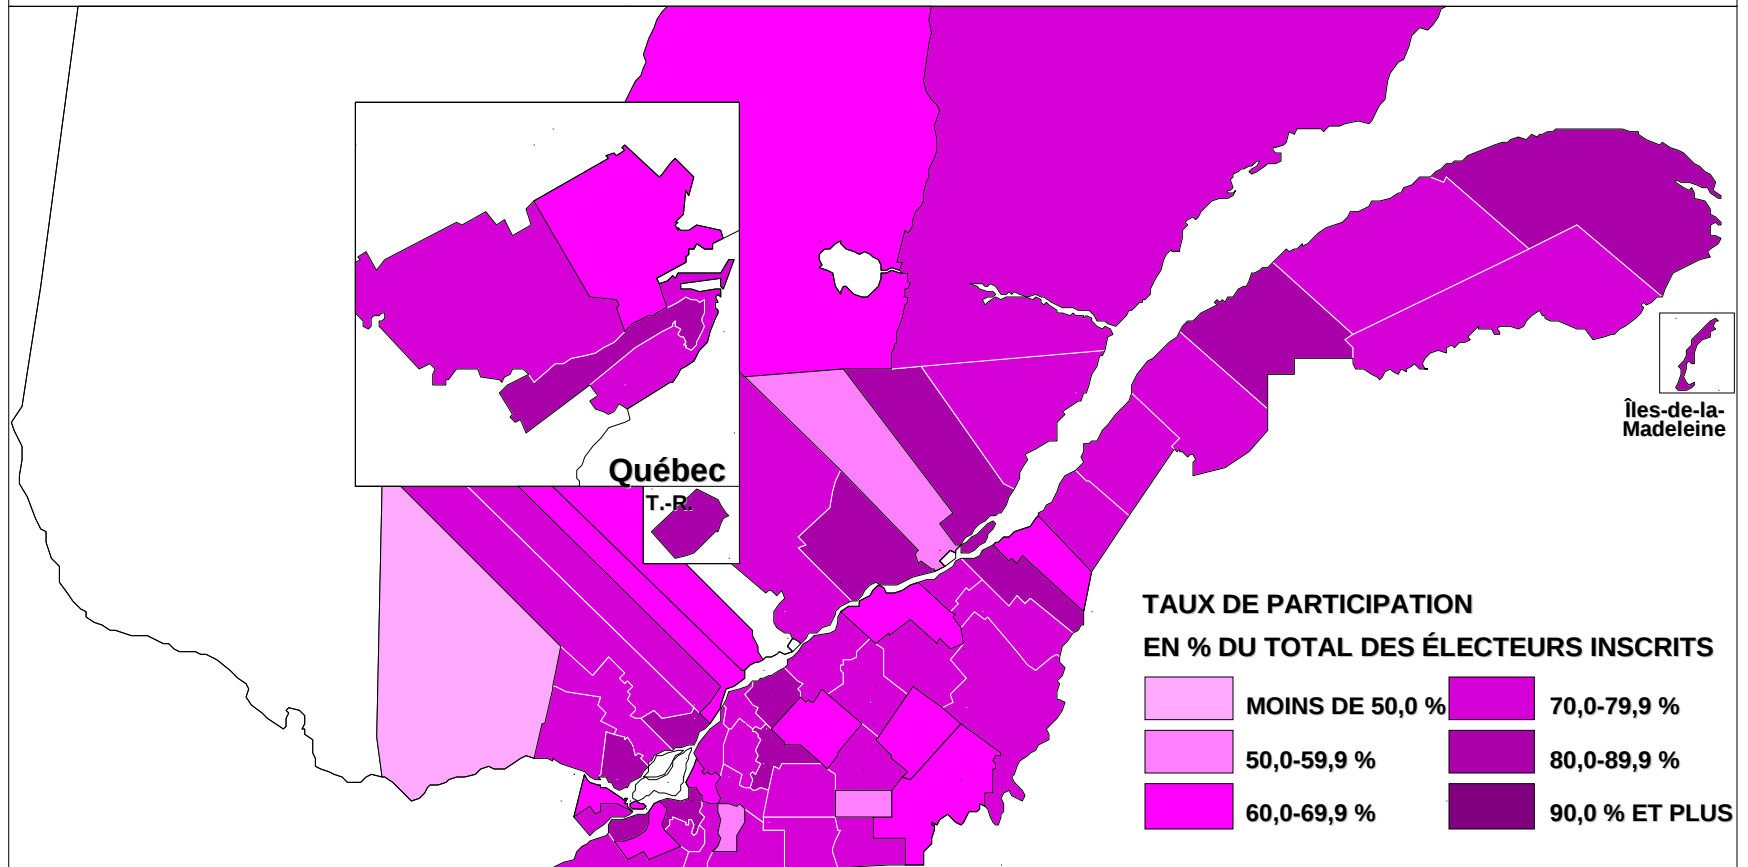 Québec
T.-R.
Îles-de-la-
Madeleine
TAUX DE PARTICIPATION
EN % DU TOTAL DES ÉLECTEURS INSCRITS
MOINS DE 50,0 %
50,0-59,9 %
60,0-69,9 %
70,0-79,9 %
80,0-89,9 %
90,0 % ET PLUS